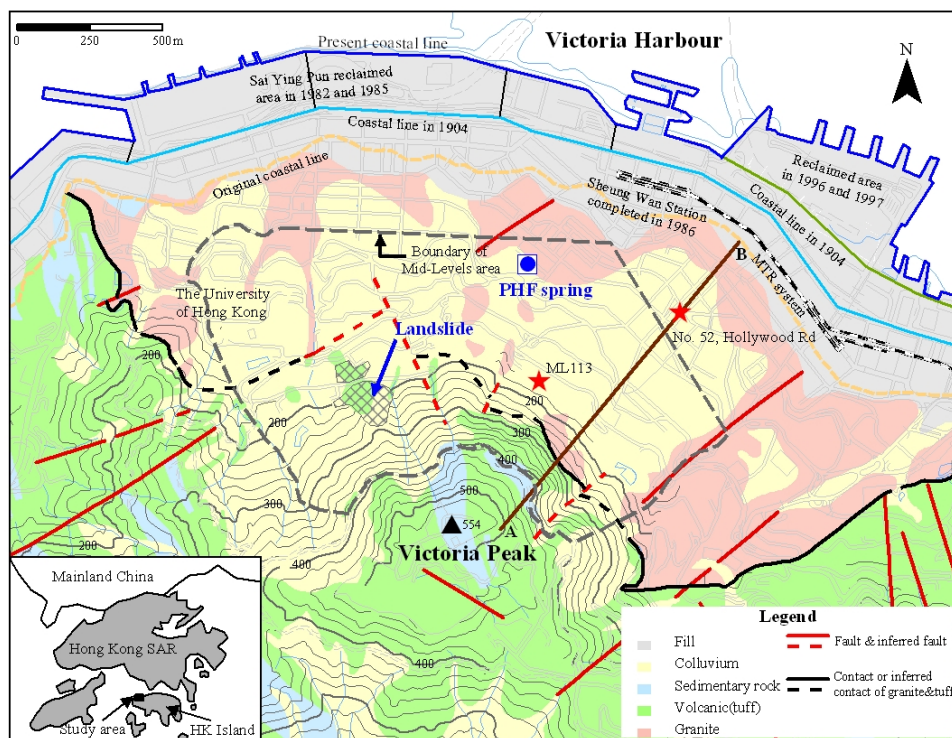 0 250 500m
Present coastal line
Victoria Harbour
N
Sai Ying Pun reclaimed
area in 1982 and 1985
Coastal line in 1904
Original coastal line
Reclaimed area
in 1996 and 1997
Sheung Wan Station
completed in 1986
Coastal line in 1904
Boundary of
Mid-Levels area
B
MTR system
PHF spring
The University
of Hong Kong
Landslide
No. 52, Hollywood Rd
ML113
200
200
200
300
400
500
300
554
A
Victoria Peak
200
400
400
Mainland China
Hong Kong SAR
Study area
HK Island
Legend
Fill
Colluvium
Sedimentary rock
Volcanic(tuff)
Granite
Fault & inferred fault
Contact or inferred
contact of granite&tuff